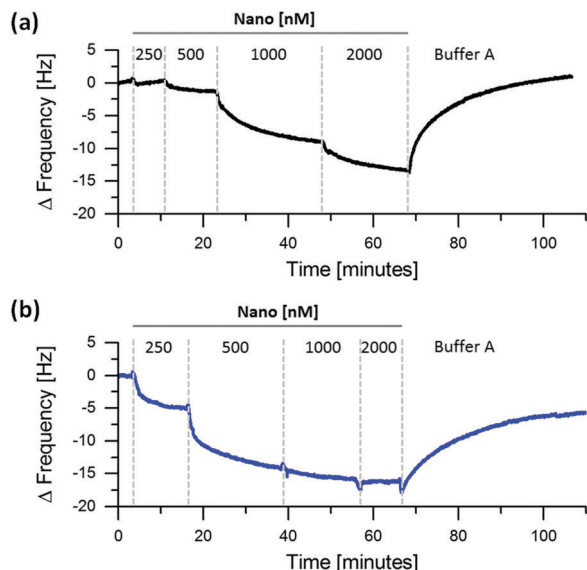 (a)
Nano [nM]
250 500 1000 2000 Buffer A
Δ Frequency [Hz]
5
0
-5
-10
-15
-20
0 20 40 60 80 100
Time [minutes]
(b)
Nano [nM]
250 500 1000 2000 Buffer A
Δ Frequency [Hz]
5
0
-5
-10
-15
-20
0 20 40 60 80 100
Time [minutes]